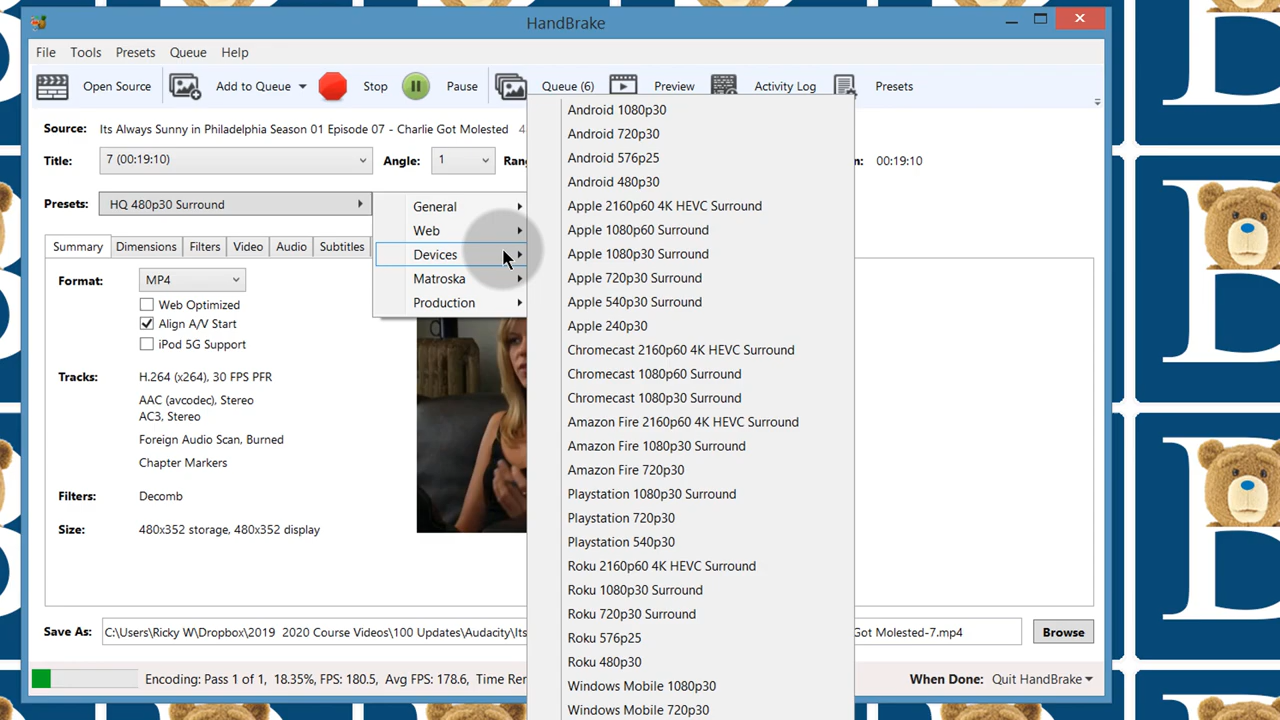 HandBrake
File Tools Presets Queue Help
Open Source Add to Queue Stop Pause Queue (6) Preview Activity Log Presets
Source: Its Always Sunny in Philadelphia Season 01 Episode 07 - Charlie Got Molested
Title: 7 (00:19:10) Angle: 1 00:19:10
Presets: HQ 480p30 Surround
General
Web
Devices
Matroska
Production
Android 1080p30
Android 720p30
Android 576p25
Android 480p30
Apple 2160p60 4K HEVC Surround
Apple 1080p60 Surround
Apple 1080p30 Surround
Apple 720p30 Surround
Apple 540p30 Surround
Apple 240p30
Chromecast 2160p60 4K HEVC Surround
Chromecast 1080p60 Surround
Chromecast 1080p30 Surround
Amazon Fire 2160p60 4K HEVC Surround
Amazon Fire 1080p30 Surround
Amazon Fire 720p30
Playstation 1080p30 Surround
Playstation 720p30
Playstation 540p30
Roku 2160p60 4K HEVC Surround
Roku 1080p30 Surround
Roku 720p30 Surround
Roku 576p25
Roku 480p30
Windows Mobile 1080p30
Windows Mobile 720p30
Summary Dimensions Filters Video Audio Subtitles
Format: MP4
Web Optimized
Align A/V Start
iPod 5G Support
Tracks: H.264 (x264), 30 FPS PFR
AAC (avcodec), Stereo
AC3, Stereo
Foreign Audio Scan, Burned
Chapter Markers
Filters: Decomb
Size: 480x352 storage, 480x352 display
Save As: C:\Users\Ricky W\Dropbox\2019 2020 Course Videos\100 Updates\Audacity\Its Got Molested-7.mp4 Browse
Encoding: Pass 1 of 1, 18.35%, FPS: 180.5, Avg FPS: 178.6, Time When Done: Quit HandBrake